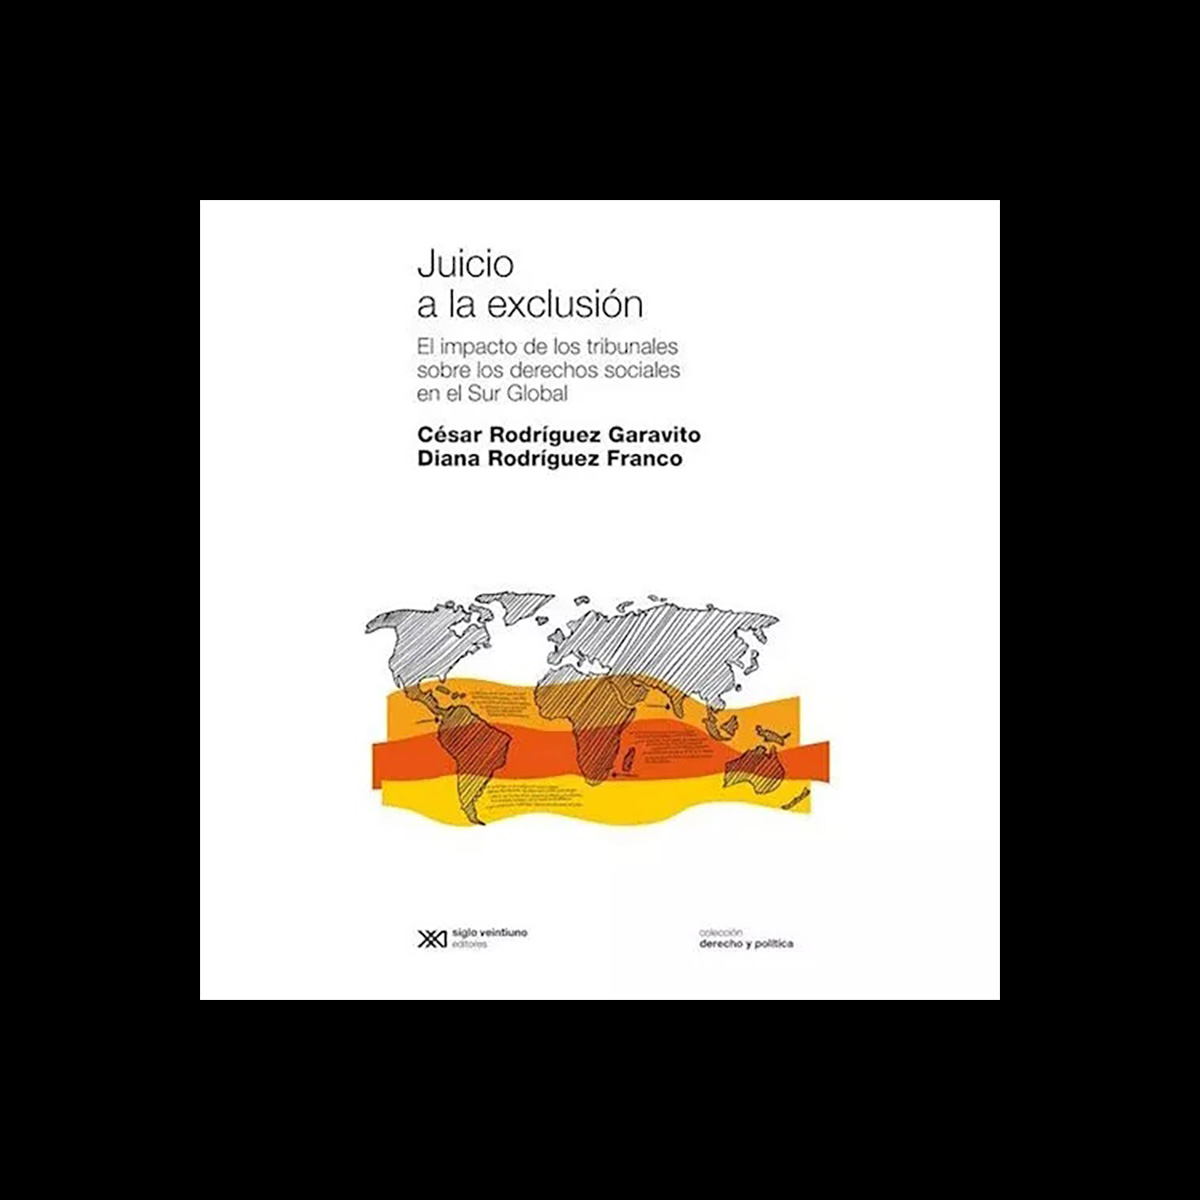 Juicio
a la exclusión
El impacto de los tribunales
sobre los derechos sociales
en el Sur Global
César Rodríguez Garavito
Diana Rodríguez Franco
siglo veintiuno
editores
colección
derecho y política